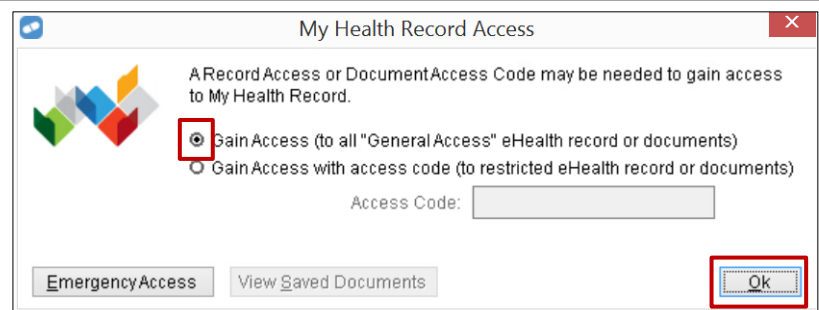 My Health Record Access
A Record Access or Document Access Code may be needed to gain access
to My Health Record.
Gain Access (to all "General Access" eHealth record or documents)
Gain Access with access code (to restricted eHealth record or documents)
Access Code:
Emergency Access
View Saved Documents
Ok